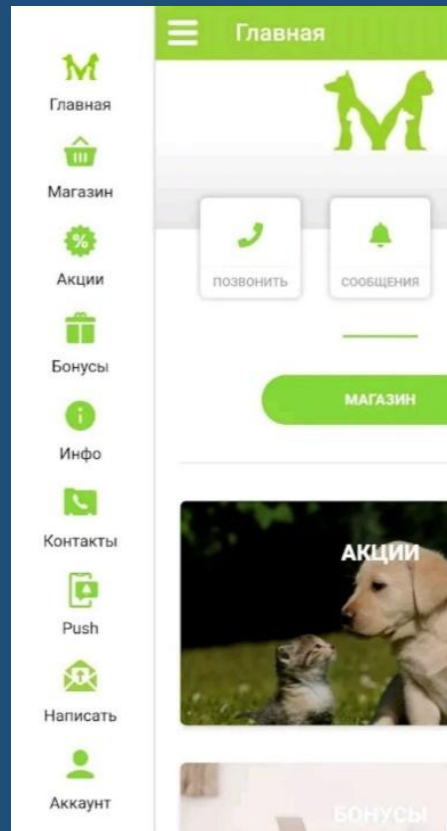 Главная
Магазин
Акции
Бонусы
Инфо
Контакты
Push
Написать
Аккаунт
Главная
ПОЗВОНИТЬ
СООБЩЕНИЯ
МАГАЗИН
АКЦИИ
БОНУСЫ